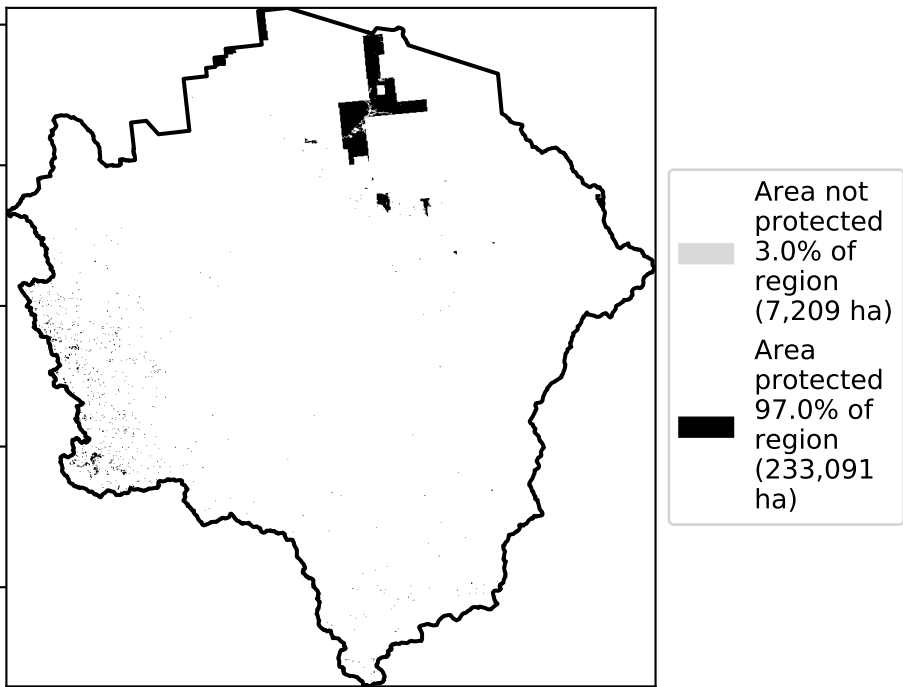 Area not
protected
3.0% of
region
(7,209 ha)
Area
protected
97.0% of
region
(233,091
ha)